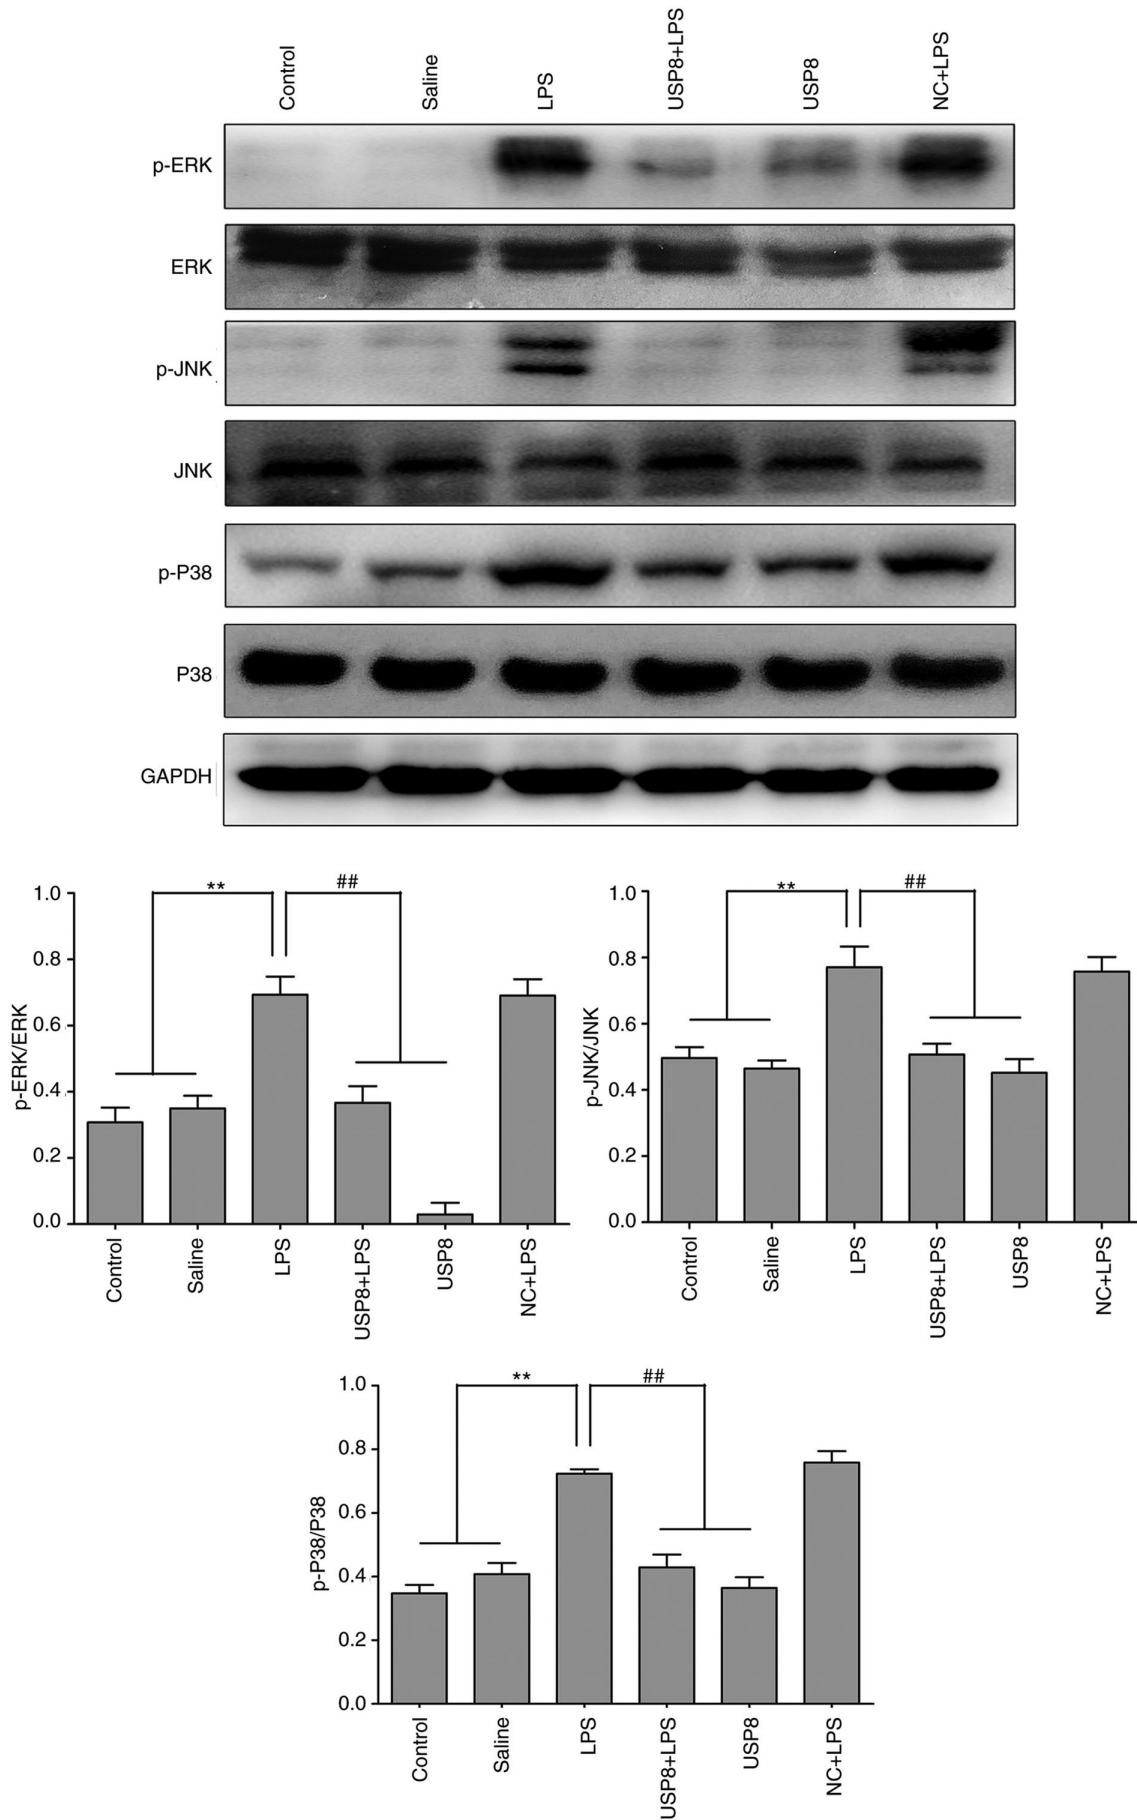 Control
Saline
LPS
USP8+LPS
USP8
NC+LPS
p-ERK
ERK
p-JNK
JNK
p-P38
P38
GAPDH
p-ERK/ERK
1.0
0.8
0.6
0.4
0.2
0.0
**
##
Control
Saline
LPS
USP8+LPS
USP8
NC+LPS
p-JNK/JNK
1.0
0.8
0.6
0.4
0.2
0.0
**
##
Control
Saline
LPS
USP8+LPS
USP8
NC+LPS
p-P38/P38
1.0
0.8
0.6
0.4
0.2
0.0
**
##
Control
Saline
LPS
USP8+LPS
USP8
NC+LPS